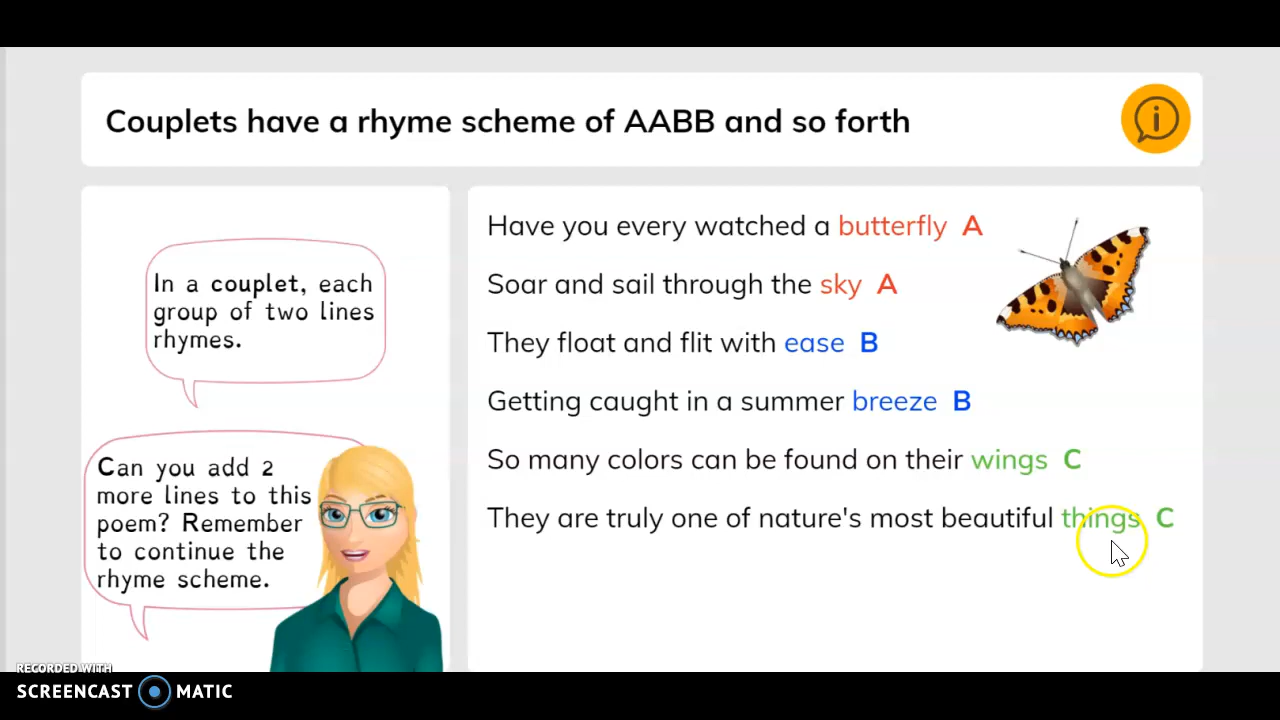 Couplets have a rhyme scheme of AABB and so forth
In a couplet, each
group of two lines
rhymes.
Can you add 2
more lines to this
poem? Remember
to continue the
rhyme scheme.
Have you every watched a butterfly A
Soar and sail through the sky A
They float and flit with ease B
Getting caught in a summer breeze B
So many colors can be found on their wings C
They are truly one of nature's most beautiful things C
RECORDED WITH
SCREENCAST MATIC